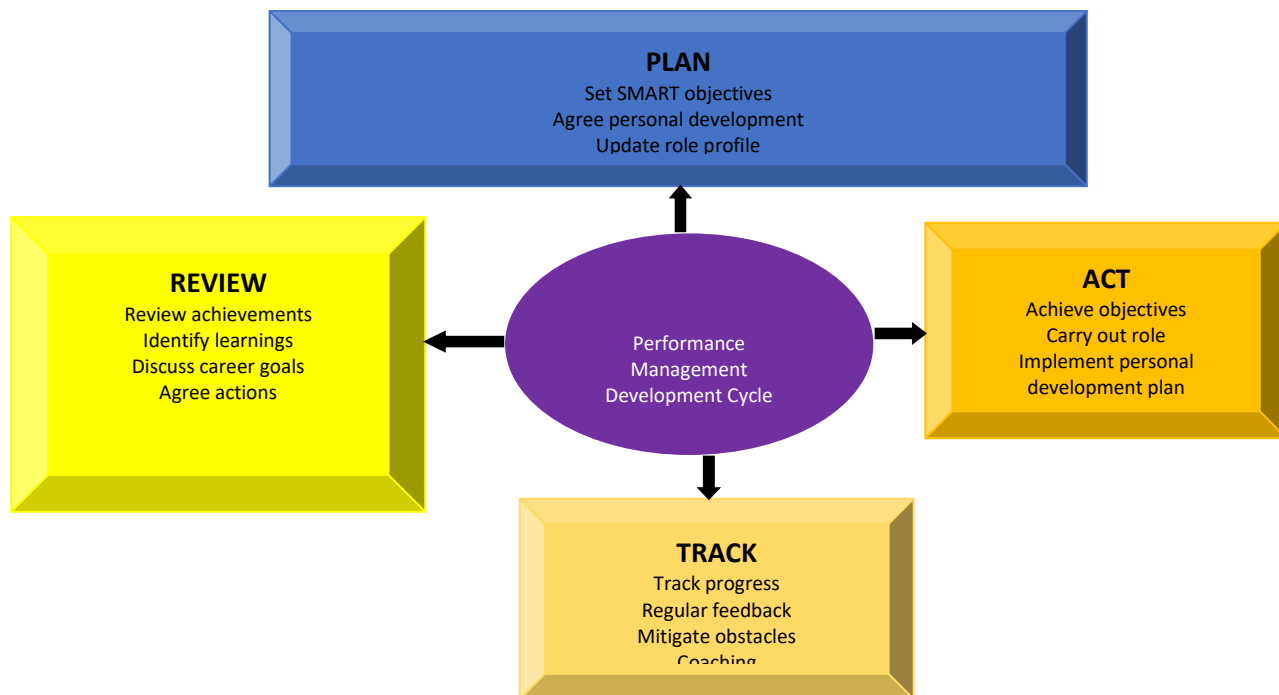 PLAN
Set SMART objectives
Agree personal development
Update role profile
REVIEW
Review achievements
Identify learnings
Discuss career goals
Agree actions
Performance
Management
Development Cycle
ACT
Achieve objectives
Carry out role
Implement personal
development plan
TRACK
Track progress
Regular feedback
Mitigate obstacles
Coaching